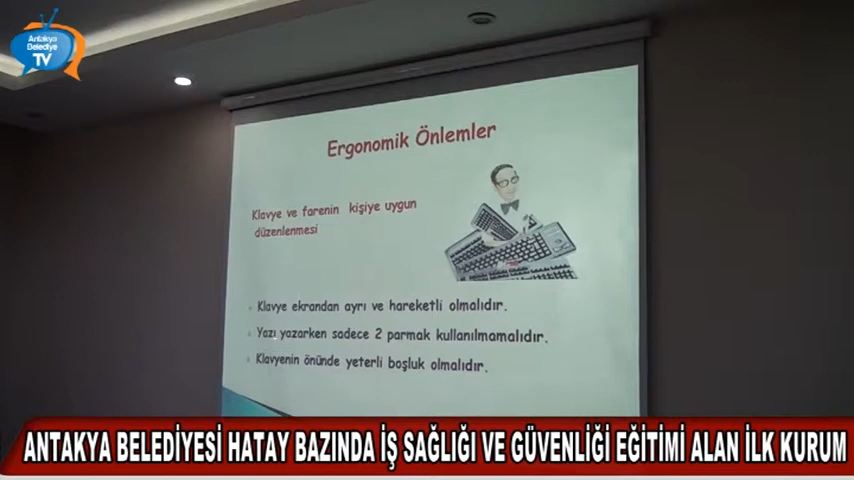 Antakya
Belediye
TV
Ergonomik Önlemler
Klavye ve farenin kişiye uygun
düzenlenmesi
Klavye ekrandan ayrı ve hareketli olmalıdır.
Yazı yazarken sadece 2 parmak kullanılmamalıdır.
Klavyenin önünde yeterli boşluk olmalıdır.
ANTAKYA BELEDİYESİ HATAY BAZINDA İŞ SAĞLIĞI VE GÜVENLİĞİ EĞİTİMİ ALAN İLK KURUM